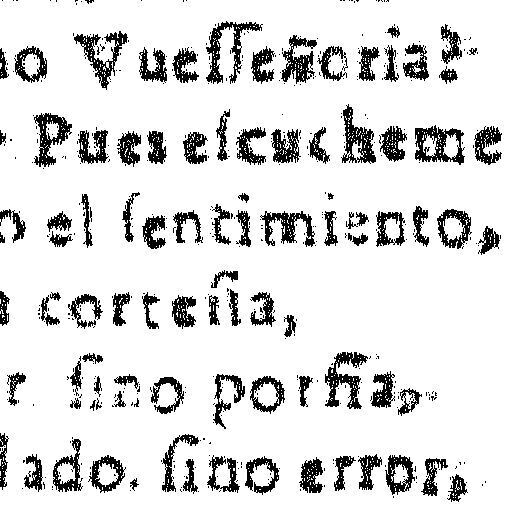 no Vueſſeñoria?
Pues eſcucheme
o el ſentimiento,
a corteſia,
r ſino porfia,
lado. ſino error,